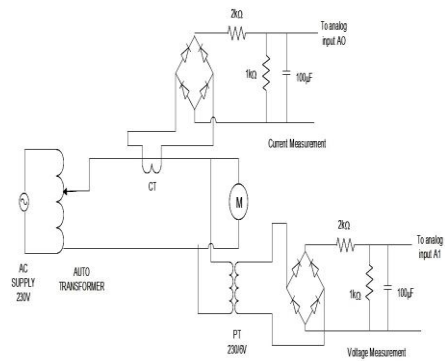 2kΩ
To analog
input A0
1kΩ
100µF
Current Measurement
CT
M
AC
SUPPLY
230V
AUTO
TRANSFORMER
2kΩ
To analog
input A1
1kΩ
100µF
PT
230/6V
Voltage Measurement